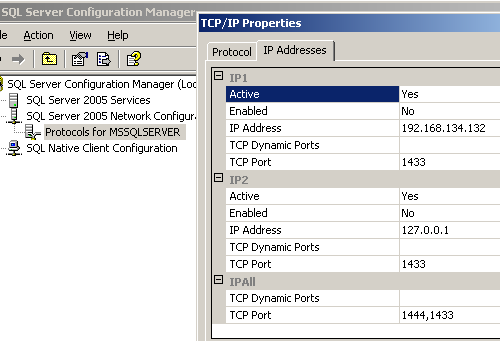 SQL Server Configuration Manager
Action View Help
SQL Server Configuration Manager (Loc
SQL Server 2005 Services
SQL Server 2005 Network Configura
Protocols for MSSQLSERVER
SQL Native Client Configuration
TCP/IP Properties
Protocol IP Addresses
IP1
Active Yes
Enabled No
IP Address 192.168.134.132
TCP Dynamic Ports
TCP Port 1433
IP2
Active Yes
Enabled No
IP Address 127.0.0.1
TCP Dynamic Ports
TCP Port 1433
IPAll
TCP Dynamic Ports
TCP Port 1444,1433